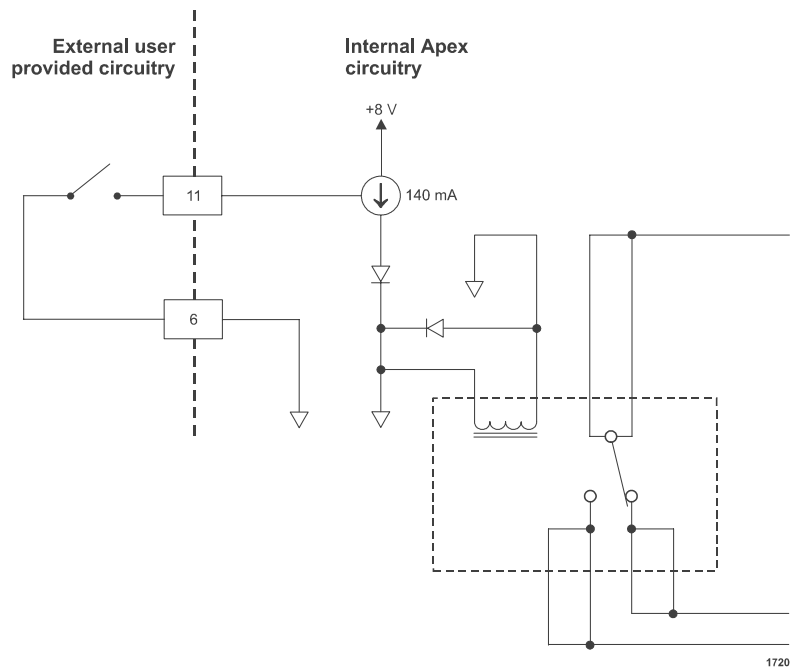 External user
provided circuitry
Internal Apex
circuitry
+8 V
11
140 mA
6
1720